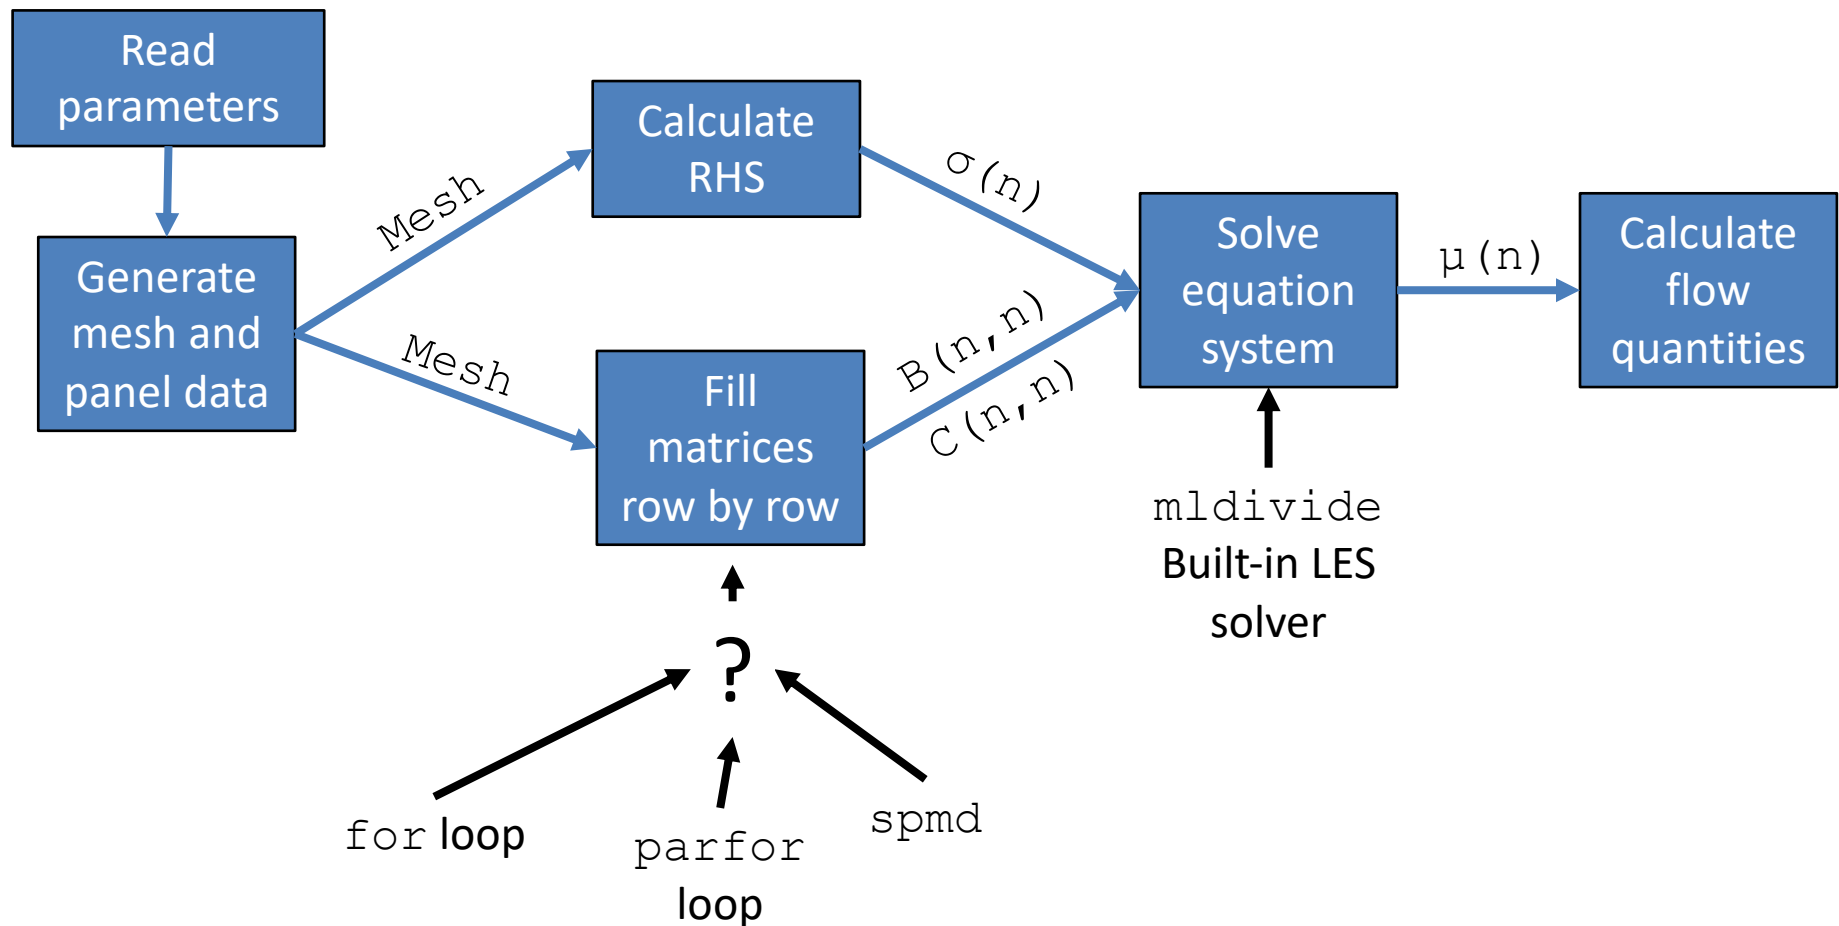 Read
parameters
Generate
mesh and
panel data
Mesh
Mesh
Calculate
RHS
Fill
matrices
row by row
σ(n)
B(n,n)
C(n,n)
Solve
equation
system
μ(n)
Calculate
flow
quantities
mldivide
Built-in LES
solver
?
for loop
parfor
loop
spmd